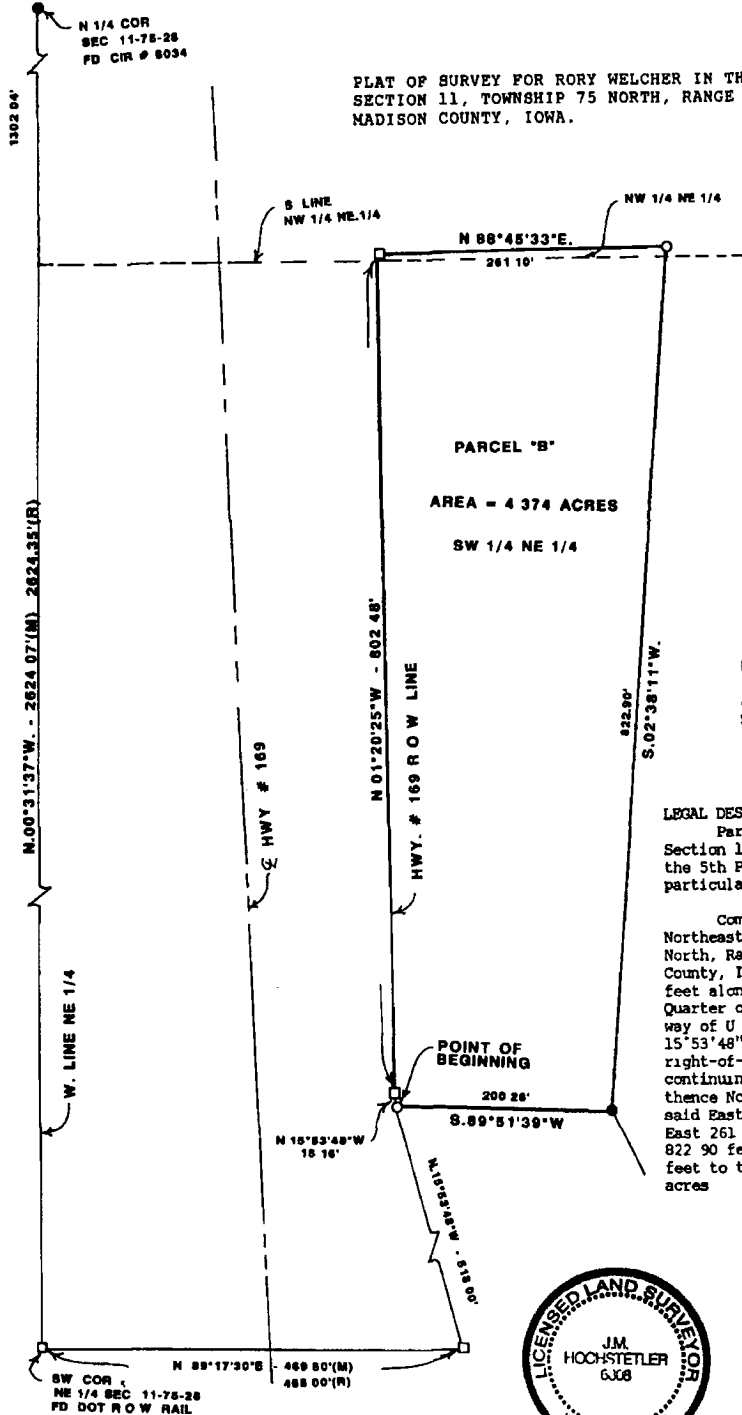 N 1/4 COR
SEC 11-75-28
FD CIR # 6034
1302 04'
PLAT OF SURVEY FOR RORY WELCHER IN TH
SECTION 11, TOWNSHIP 75 NORTH, RANGE
MADISON COUNTY, IOWA.
S LINE
NW 1/4 NE.1/4
NW 1/4 NE 1/4
N 88°45'33"E.
261 10'
PARCEL "B"
AREA = 4 374 ACRES
SW 1/4 NE 1/4
N.00°31'37"W. - 2624 07'(M) 2624.35'(R)
HWY # 169
N 01°20'25"W - 802 48'
HWY. # 169 R O W LINE
822.90'
S.02°38'11"W.
LEGAL DES
Par
Section 1
the 5th P
particula
Com
Northeast
North, Ra
County, I
feet alon
Quarter o
way of U
15°53'48"
right-of-
continuin
thence No
said East
East 261
822 90 fe
feet to t
acres
W. LINE NE 1/4
POINT OF
BEGINNING
200 26'
S.89°51'39"W
N 15°53'48"W
15 16'
N.15°53'48"W - 515 00'
N 89°17'30"E - 469 50'(M)
468 00'(R)
SW COR ,
NE 1/4 SEC 11-75-28
FD DOT R O W RAIL
LICENSED LAND SURVEYOR
J.M.
HOCHSTETLER